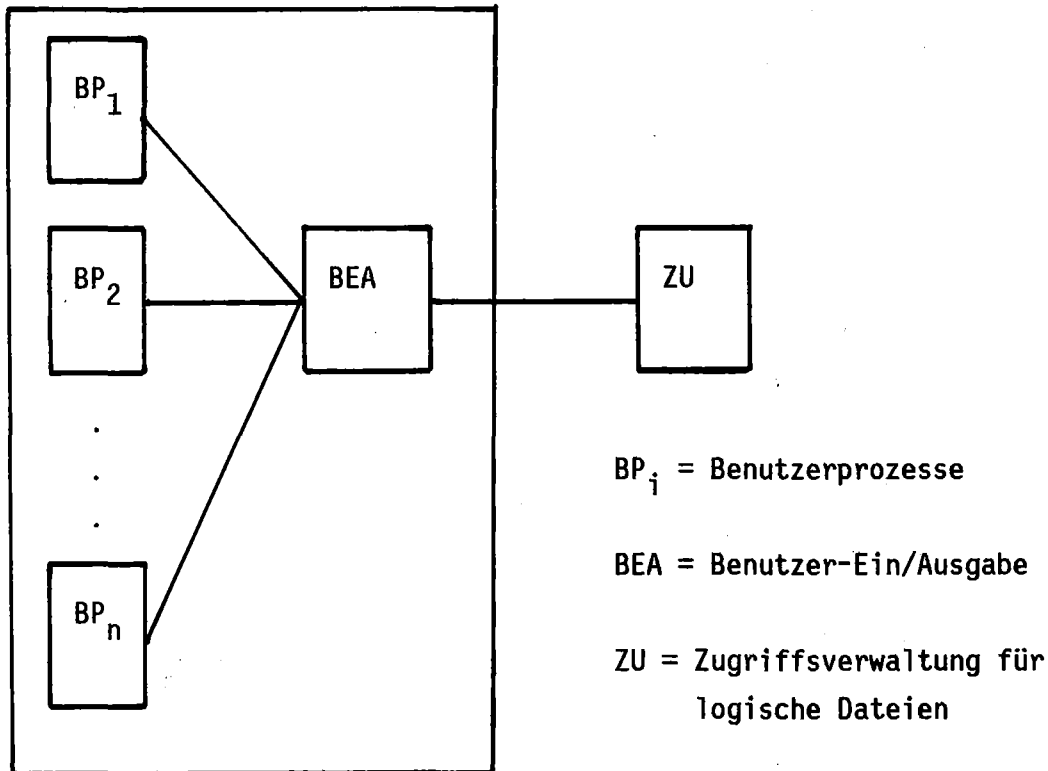 BP₁
BP₂
BEA
ZU
.
.
.
BPₙ
BPᵢ = Benutzerprozesse
BEA = Benutzer-Ein/Ausgabe
ZU = Zugriffsverwaltung für
logische Dateien